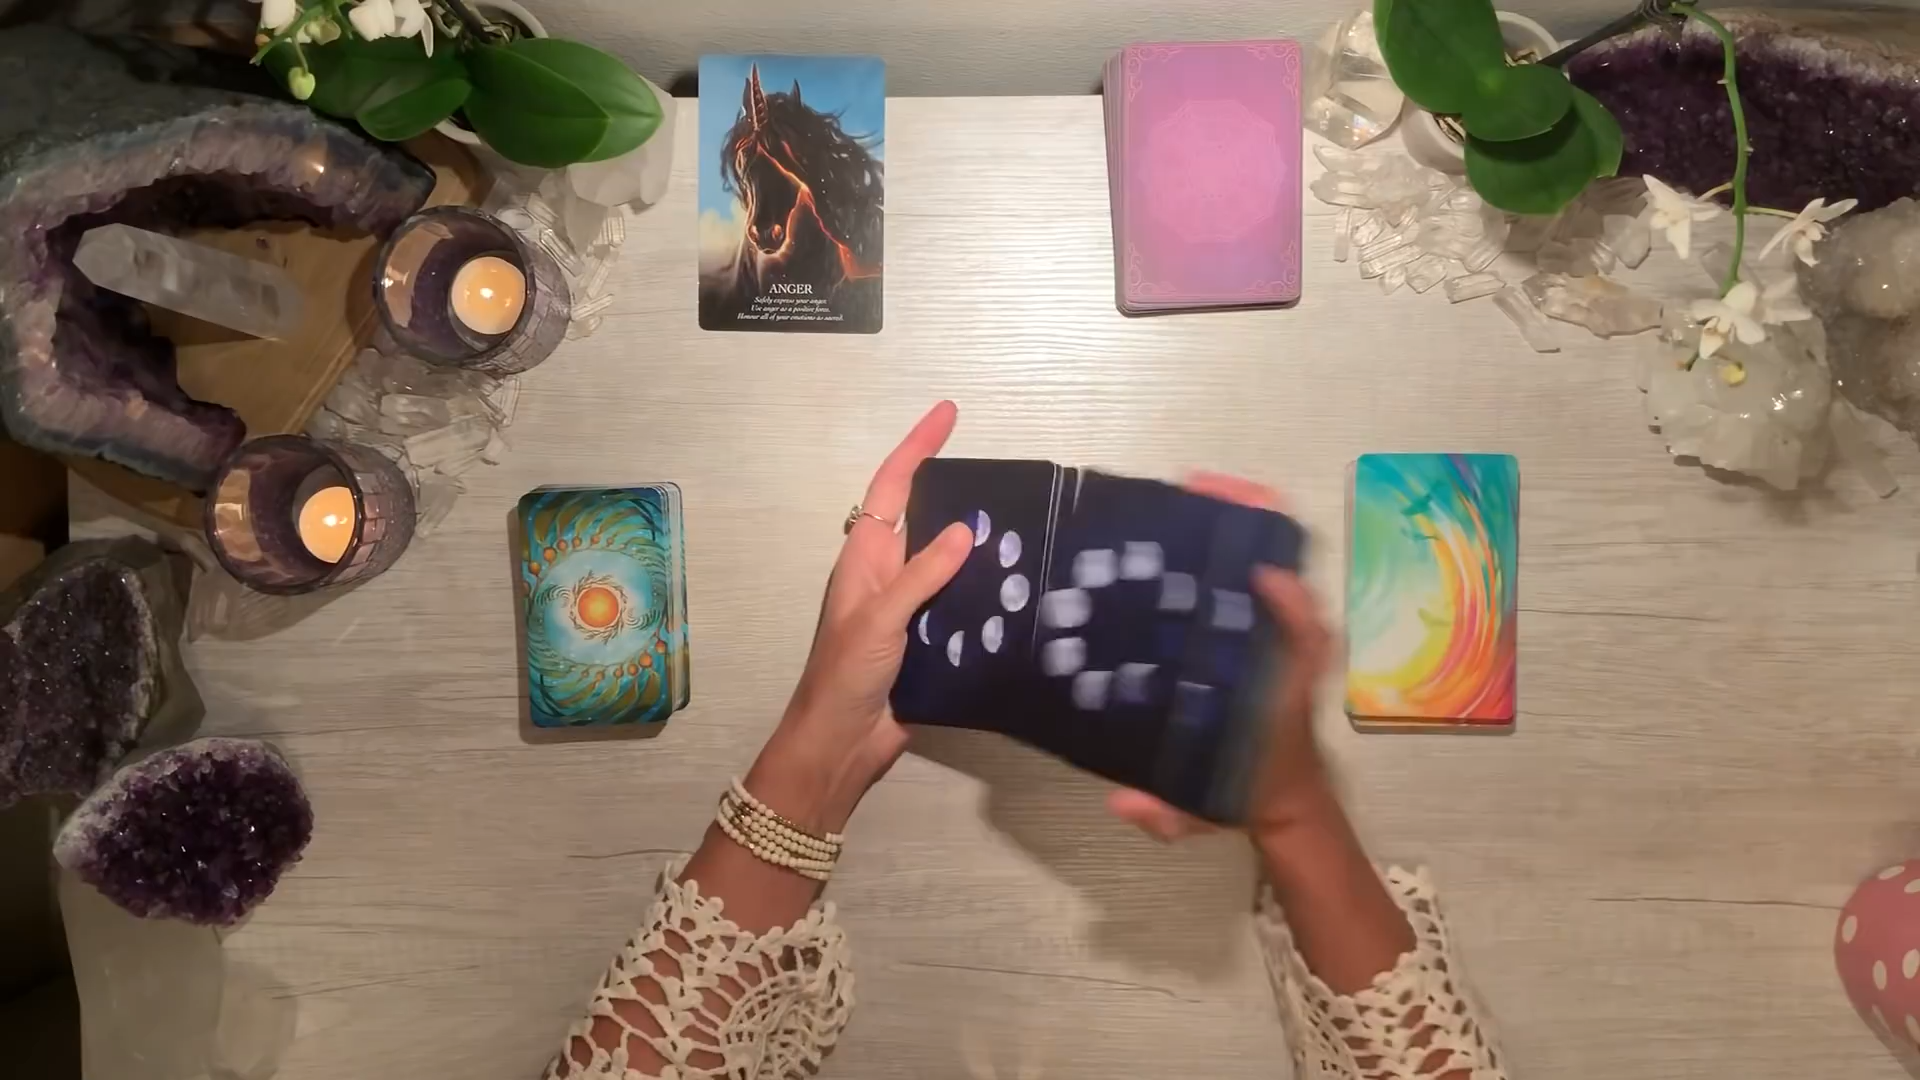 ANGER
Safely express your anger.
Use anger as a positive force.
Honour all of your emotions as sacred.